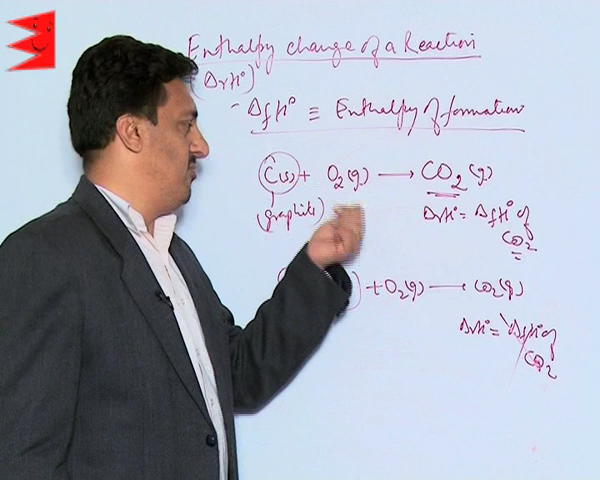 Enthalpy change of a Reaction
(ΔrH°)
- ΔfH° ≡ Enthalpy of formation
C(s) + O2(g) → CO2(g)
(graphite)
ΔrH° = ΔfH° of
CO2
) + O2(g) → CO2(g)
ΔrH° = ΔfH° of
CO2